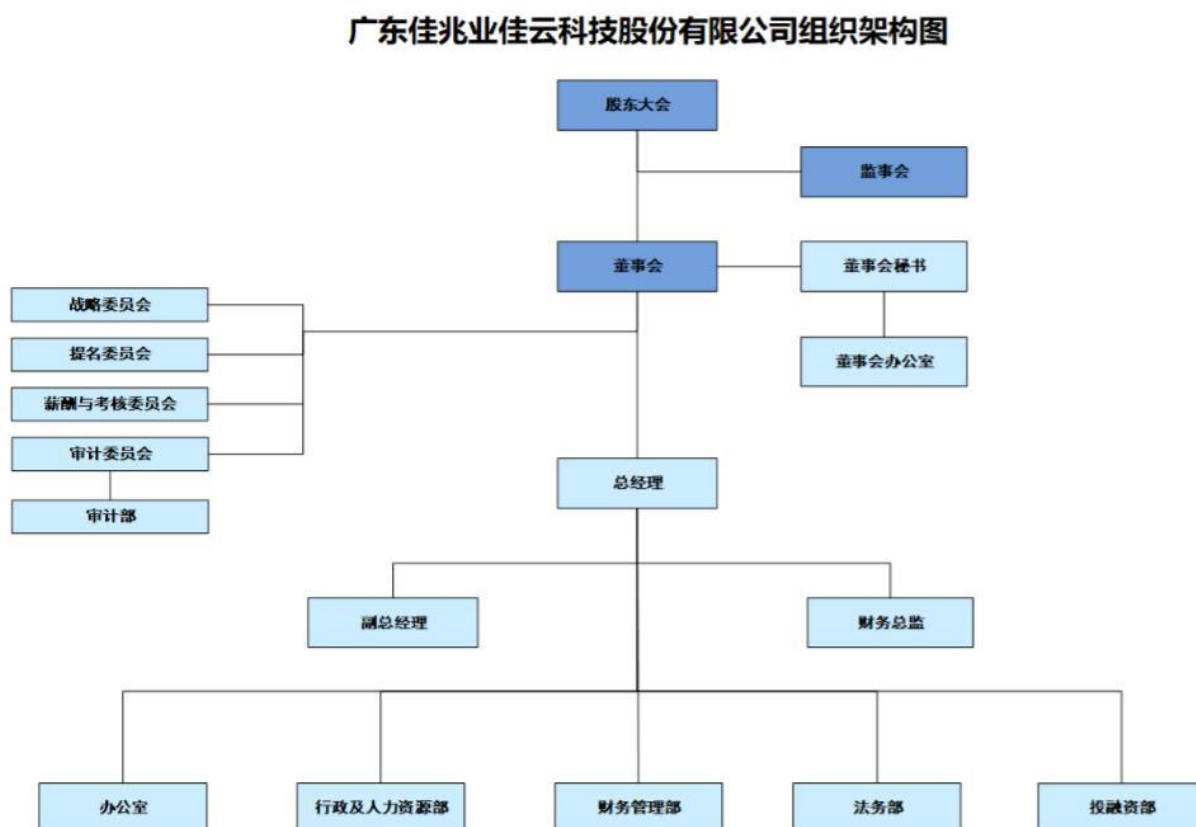 广东佳兆业佳云科技股份有限公司组织架构图
股东大会
监事会
董事会
董事会秘书
战略委员会
提名委员会
董事会办公室
薪酬与考核委员会
审计委员会
总经理
审计部
副总经理
财务总监
办公室
行政及人力资源部
财务管理部
法务部
投融资部